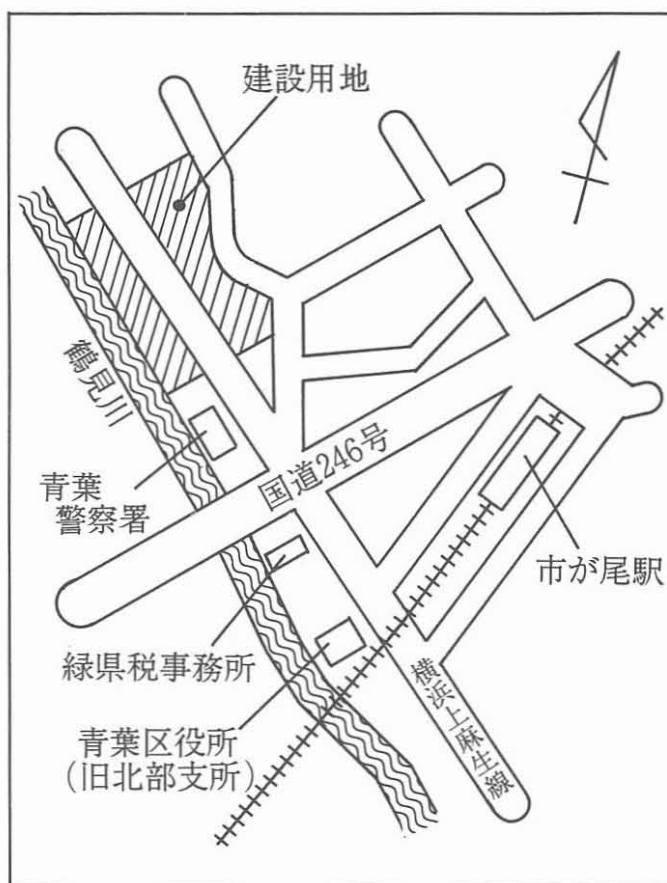 建設用地
鶴見川
国道246号
青葉
警察署
市が尾駅
緑県税事務所
青葉区役所
(旧北部支所)
横浜上麻生線